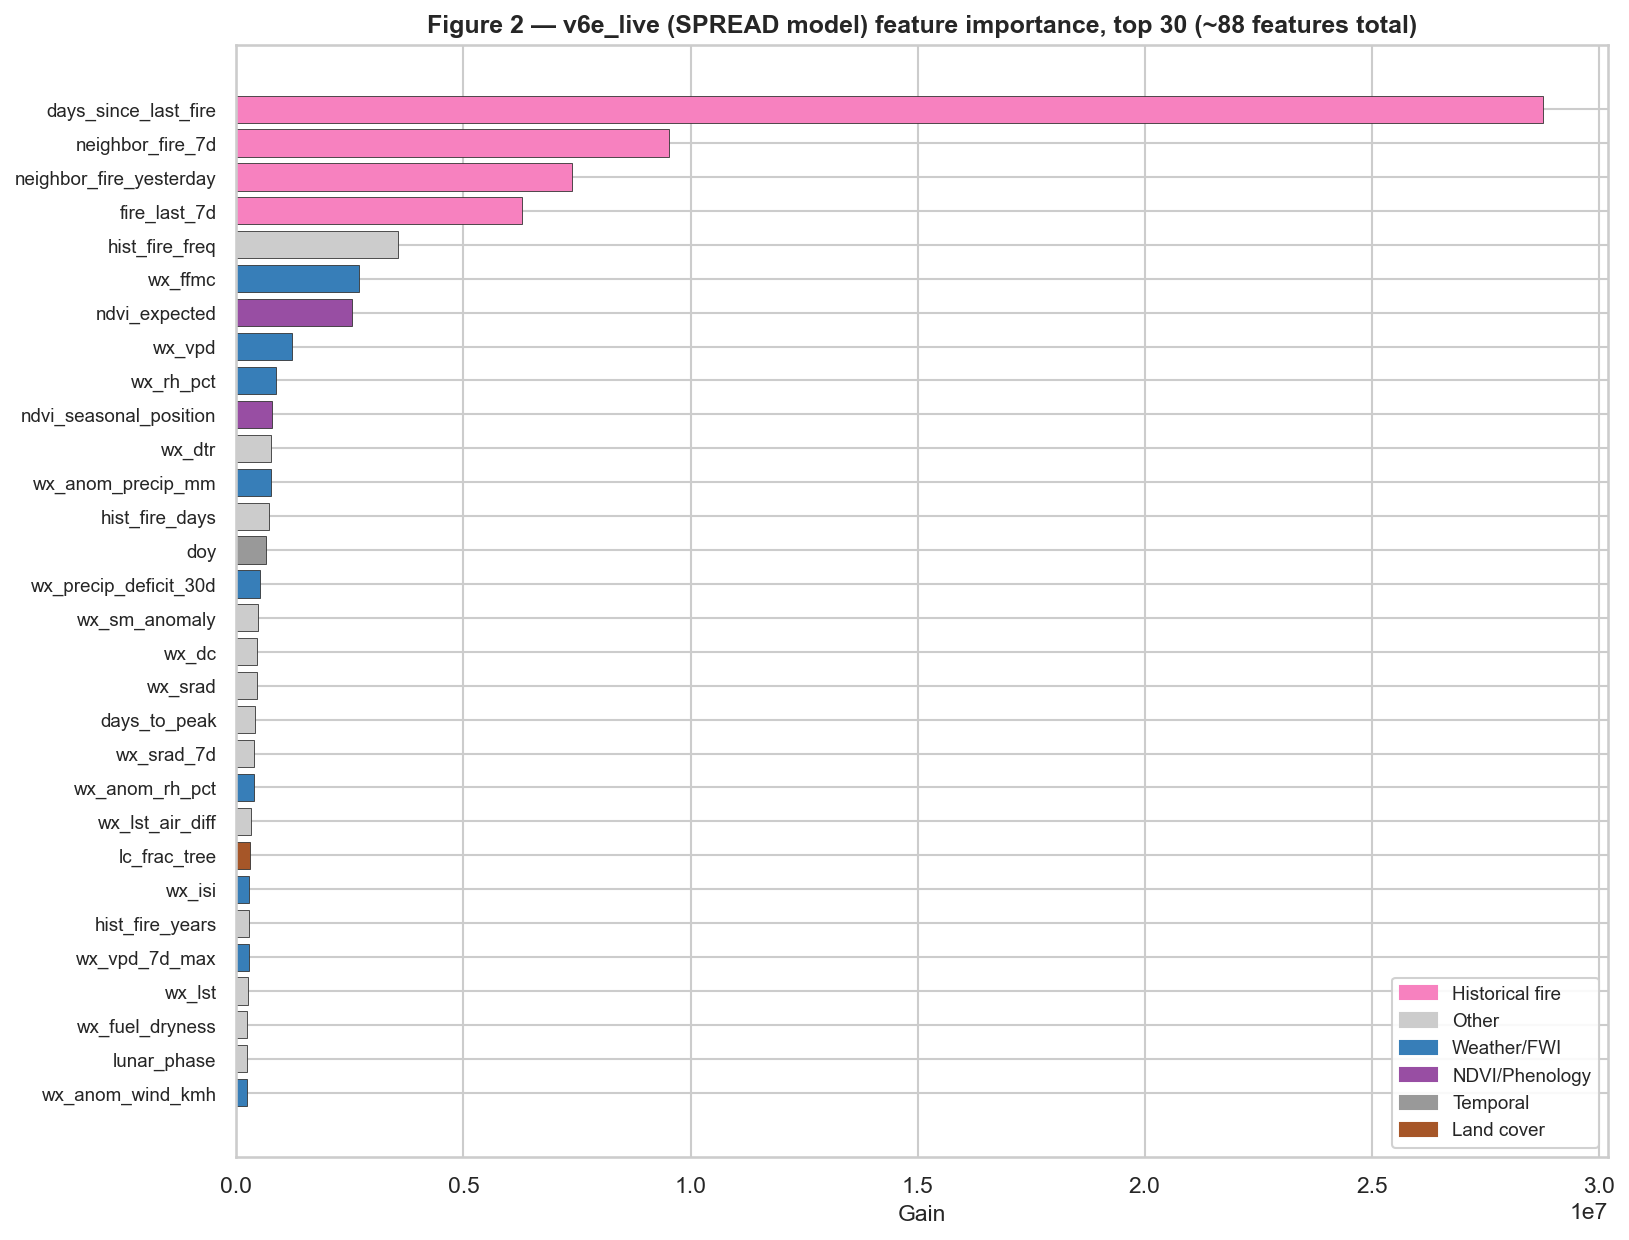 Figure 2 — v6e_live (SPREAD model) feature importance, top 30 (~88 features total)
days_since_last_fire
neighbor_fire_7d
neighbor_fire_yesterday
fire_last_7d
hist_fire_freq
wx_ffmc
ndvi_expected
wx_vpd
wx_rh_pct
ndvi_seasonal_position
wx_dtr
wx_anom_precip_mm
hist_fire_days
doy
wx_precip_deficit_30d
wx_sm_anomaly
wx_dc
wx_srad
days_to_peak
wx_srad_7d
wx_anom_rh_pct
wx_lst_air_diff
lc_frac_tree
wx_isi
hist_fire_years
wx_vpd_7d_max
wx_lst
wx_fuel_dryness
lunar_phase
wx_anom_wind_kmh
Historical fire
Other
Weather/FWI
NDVI/Phenology
Temporal
Land cover
0.0 0.5 1.0 1.5 2.0 2.5 3.0
1e7
Gain